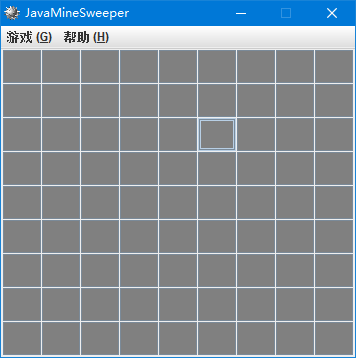 JavaMineSweeper
游戏 (G) 帮助 (H)